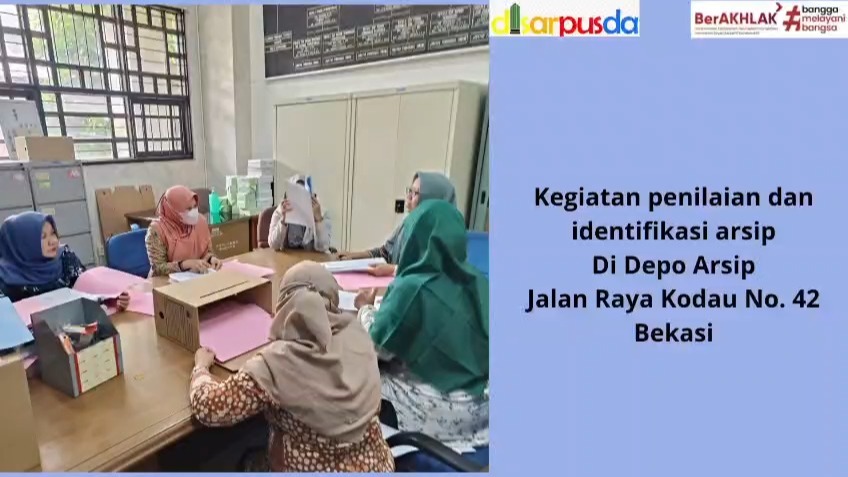 disarpusda
BerAKHLAK
#bangga
melayani
bangsa
Kegiatan penilaian dan
identifikasi arsip
Di Depo Arsip
Jalan Raya Kodau No. 42
Bekasi